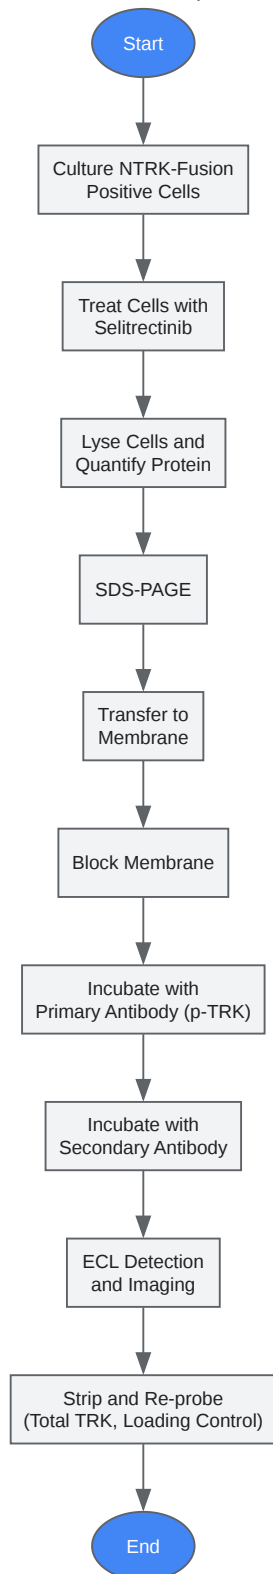 Start
Culture NTRK-Fusion
Positive Cells
Treat Cells with
Selitrectinib
Lyse Cells and
Quantify Protein
SDS-PAGE
Transfer to
Membrane
Block Membrane
Incubate with
Primary Antibody (p-TRK)
Incubate with
Secondary Antibody
ECL Detection
and Imaging
Strip and Re-probe
(Total TRK, Loading Control)
End